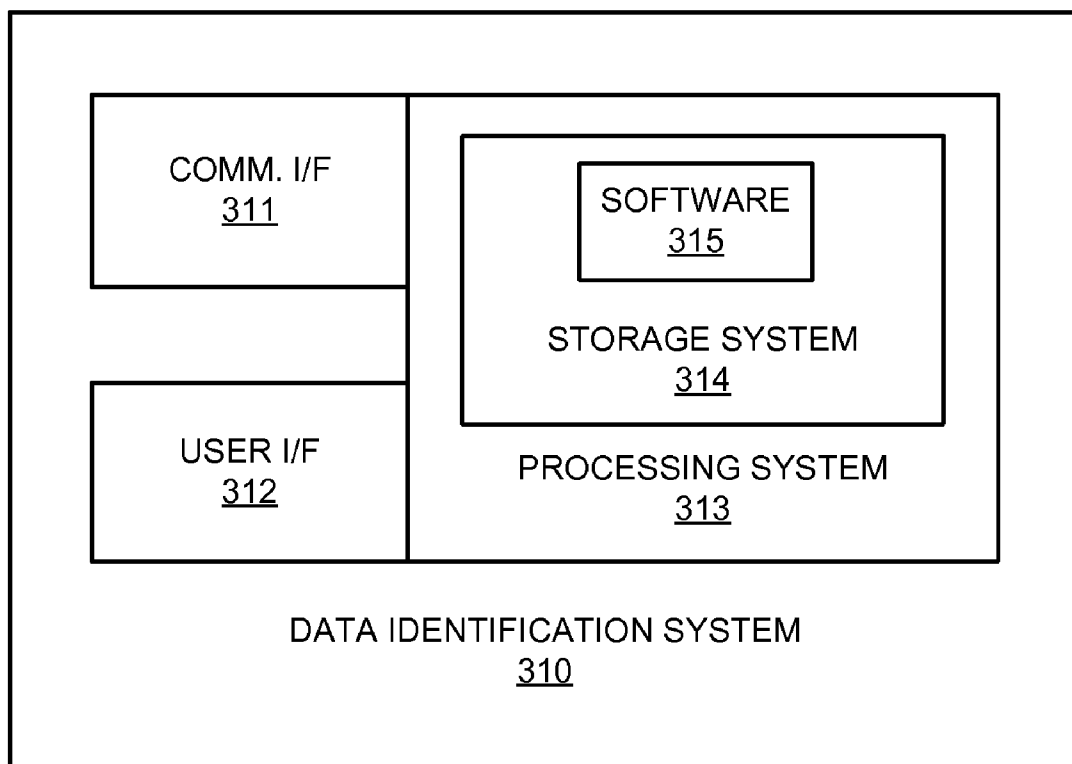 COMM. I/F
311
USER I/F
312
SOFTWARE
315
STORAGE SYSTEM
314
PROCESSING SYSTEM
313
DATA IDENTIFICATION SYSTEM
310